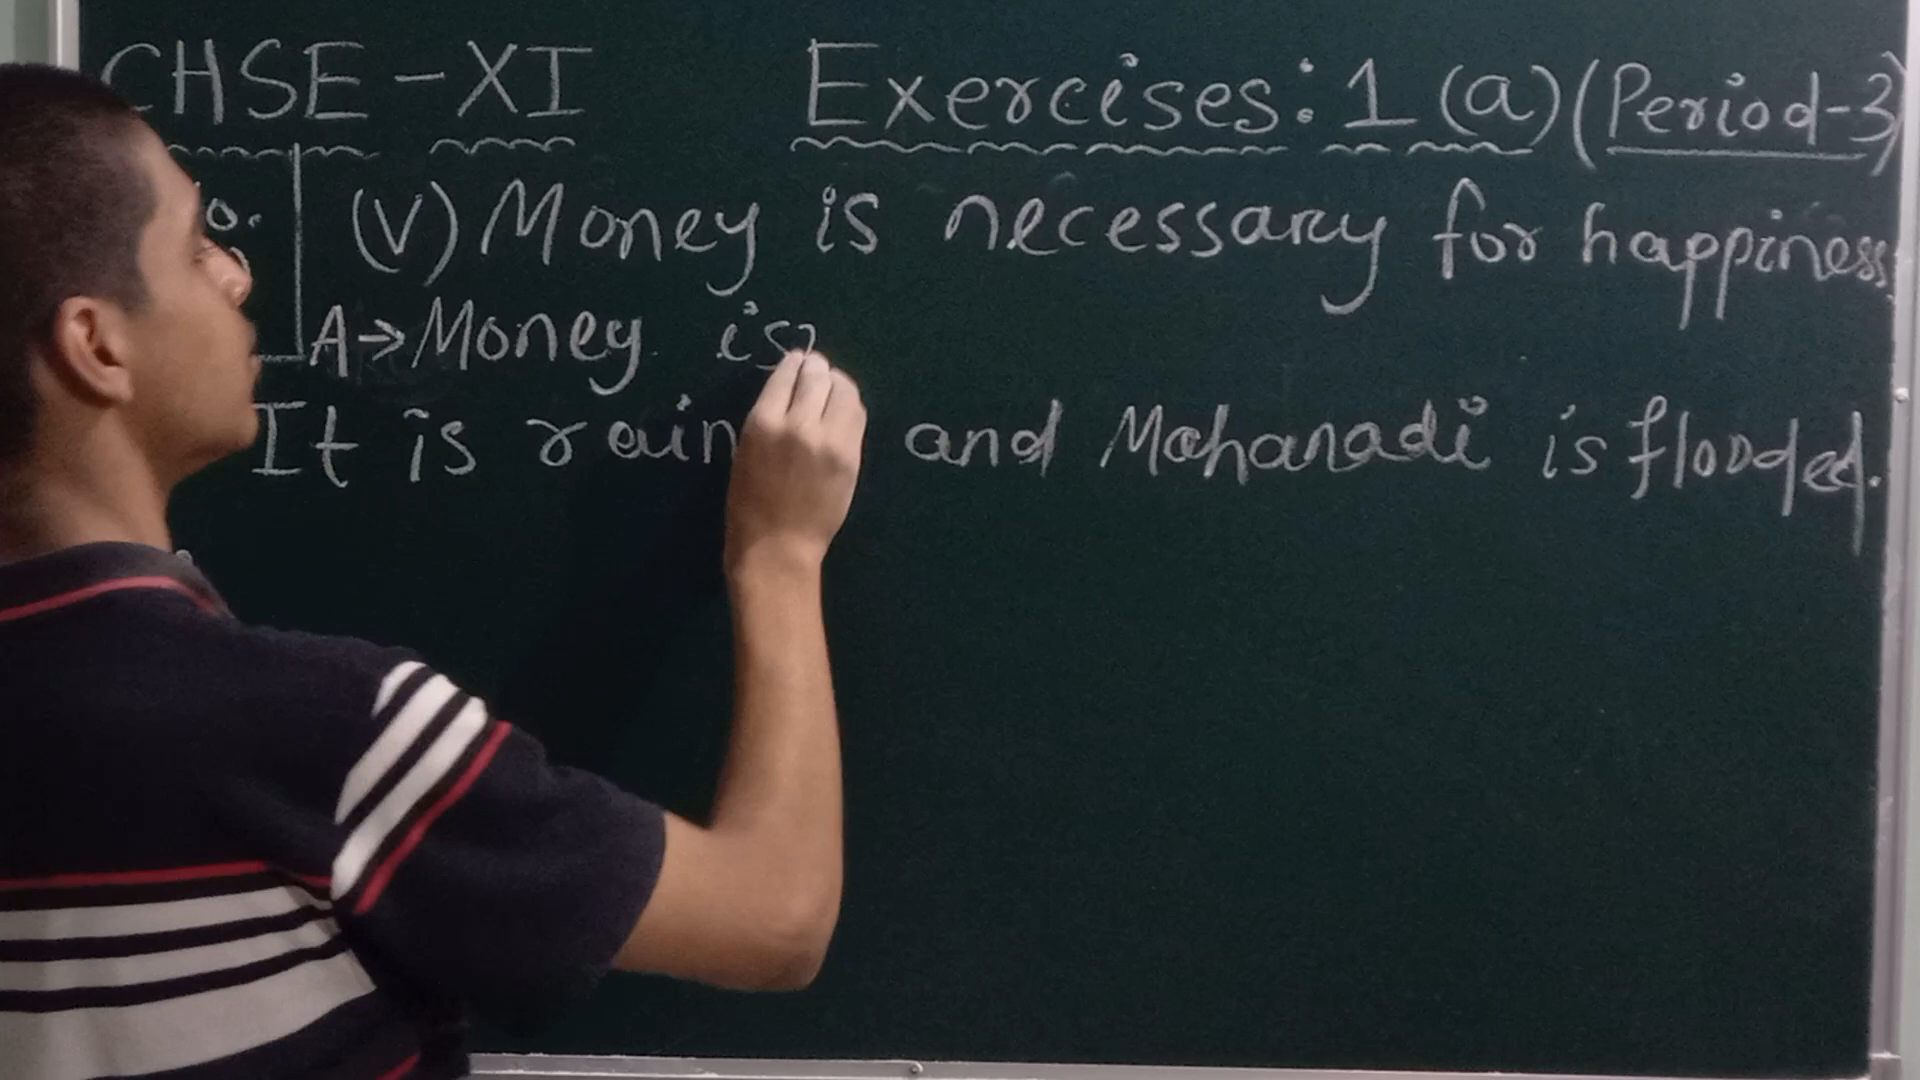 CHSE - XI Exercises: 1 (a) (Period-3)
(V) Money is necessary for happiness.
A→ Money is
It is rain and Mahanadi is flooded.